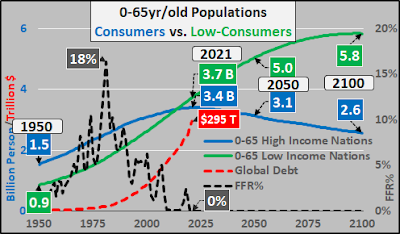 0-65yr/old Populations
Consumers vs. Low-Consumers
6
4
2
0
Billion Person/Trillion $
20%
15%
10%
5%
0%
FFR%
18%
2021
3.7 B
3.4 B
$295 T
5.0
2050
3.1
5.8
2100
2.6
1950
1.5
0.9
0%
0-65 High Income Nations
0-65 Low Income Nations
Global Debt
FFR%
1950
1975
2000
2025
2050
2075
2100